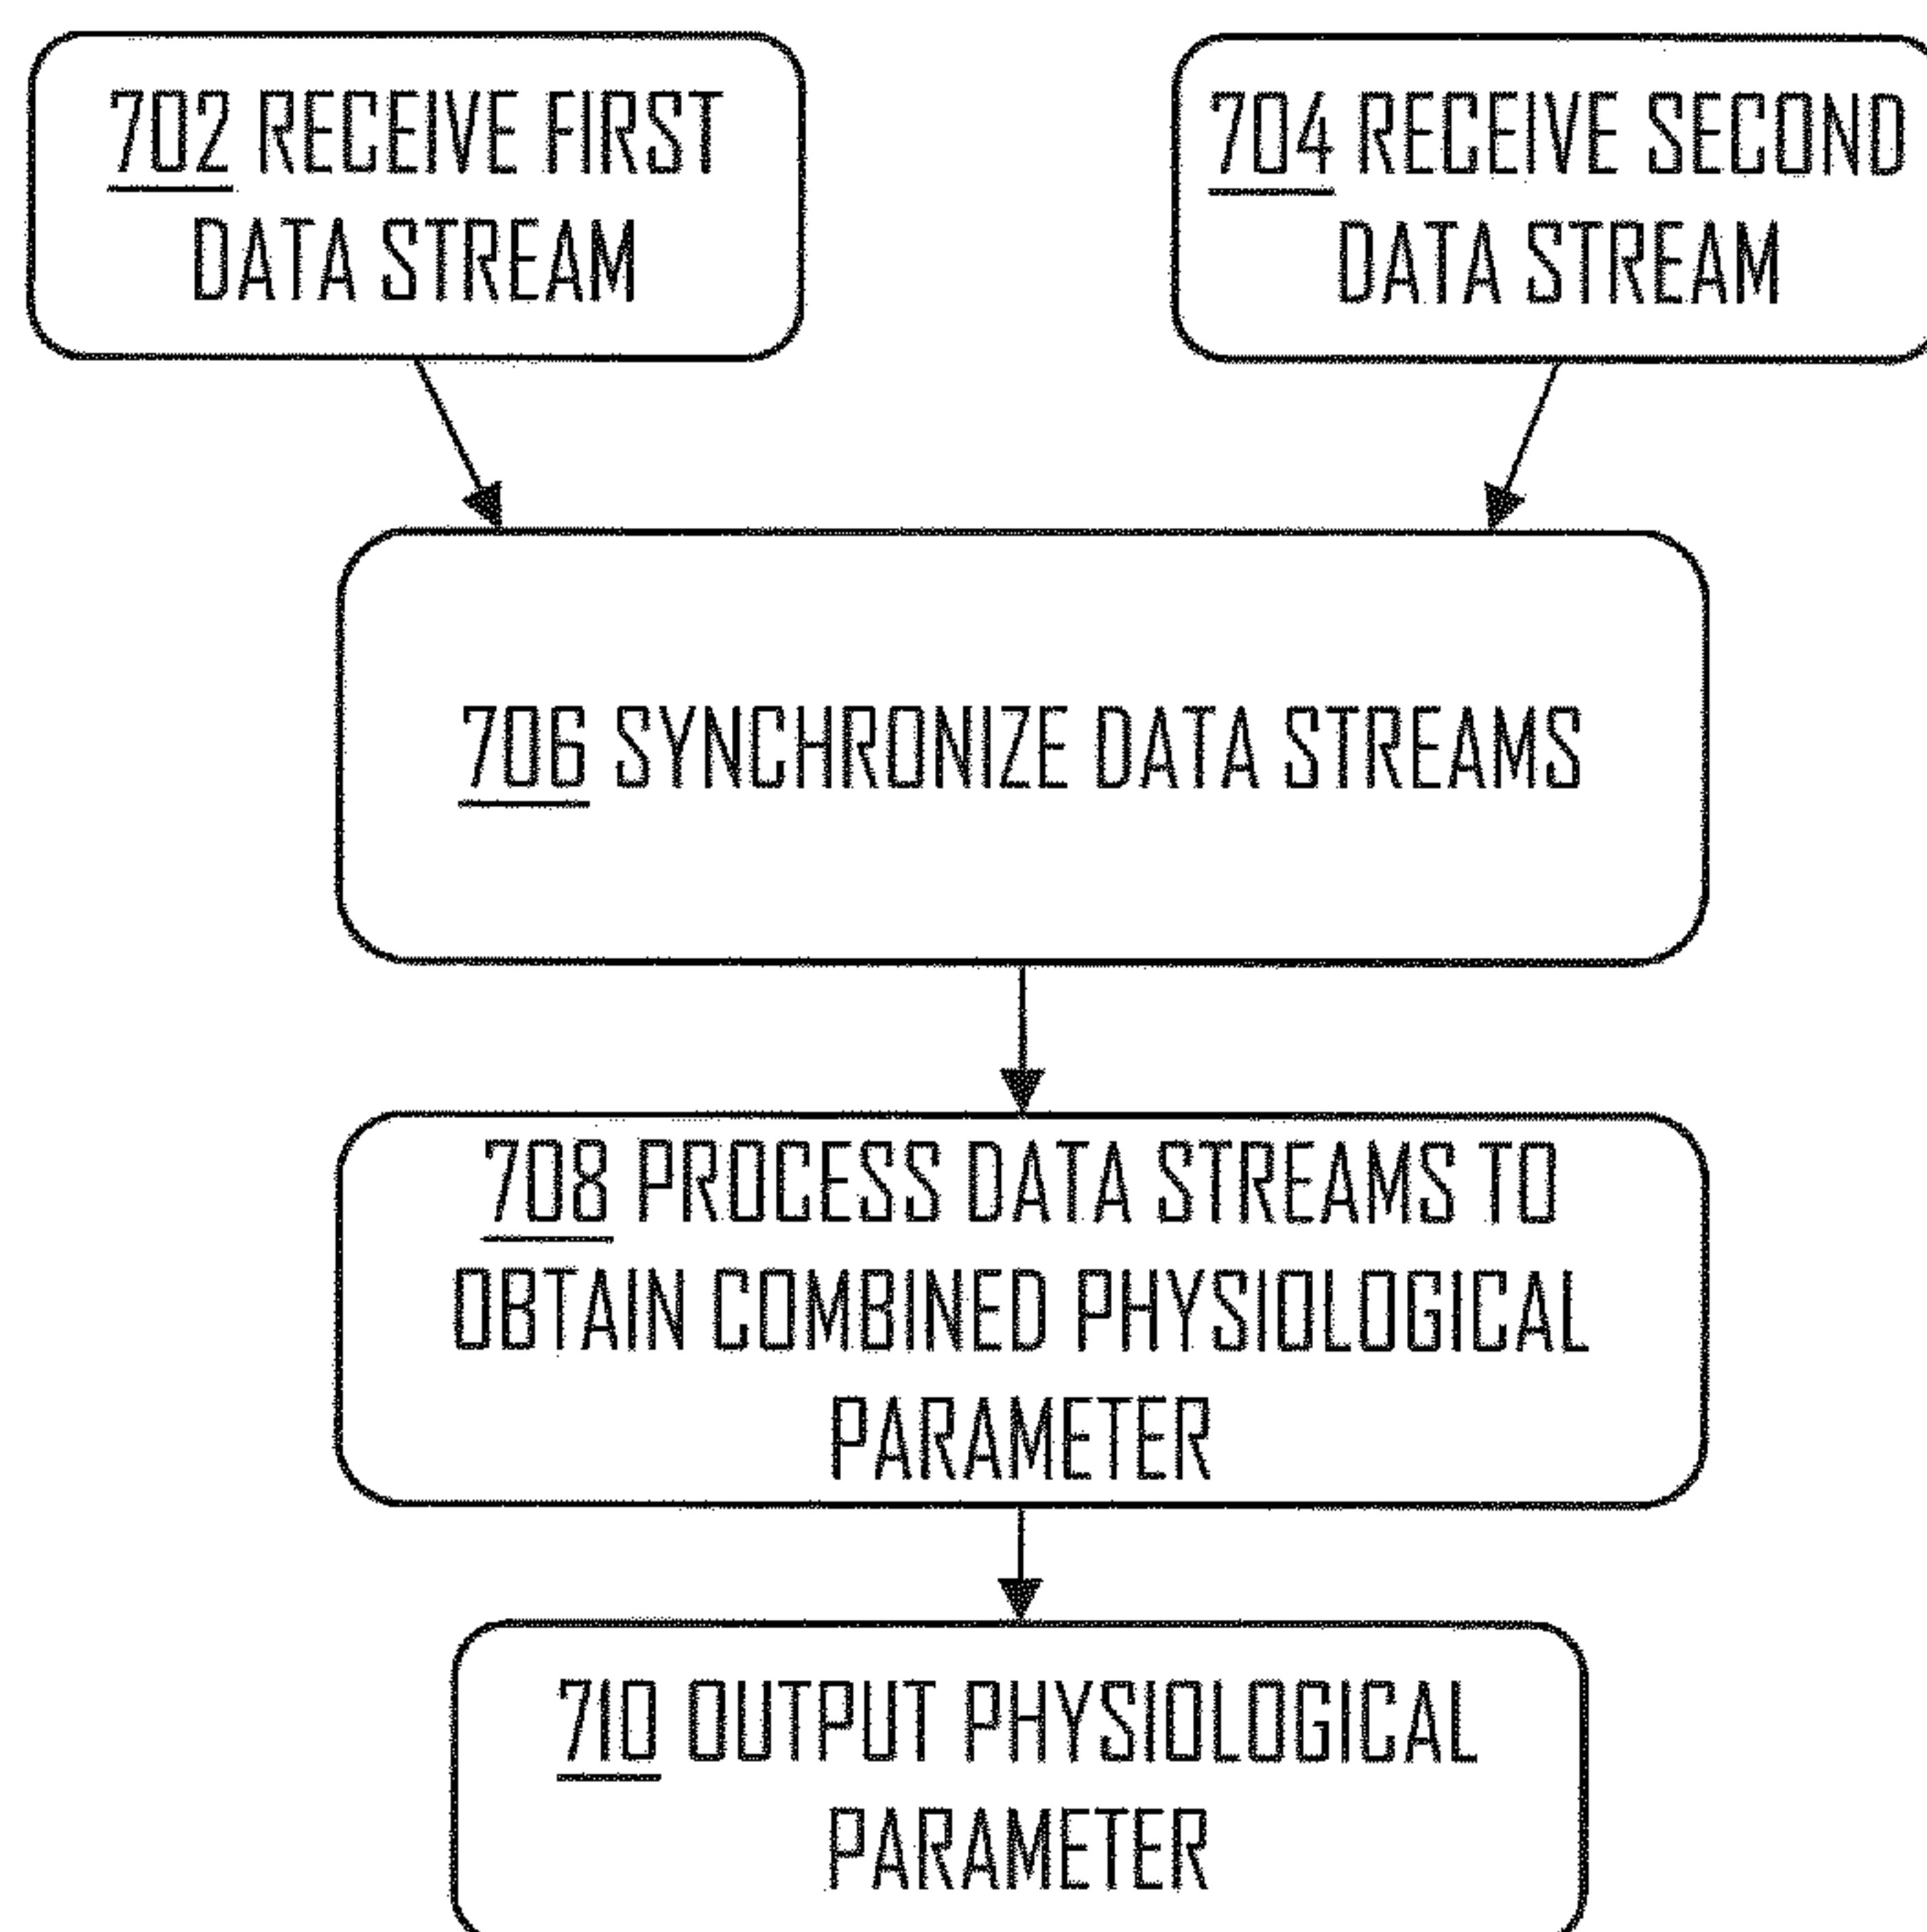 702 RECEIVE FIRST
DATA STREAM
704 RECEIVE SECOND
DATA STREAM
706 SYNCHRONIZE DATA STREAMS
708 PROCESS DATA STREAMS TO
OBTAIN COMBINED PHYSIOLOGICAL
PARAMETER
710 OUTPUT PHYSIOLOGICAL
PARAMETER